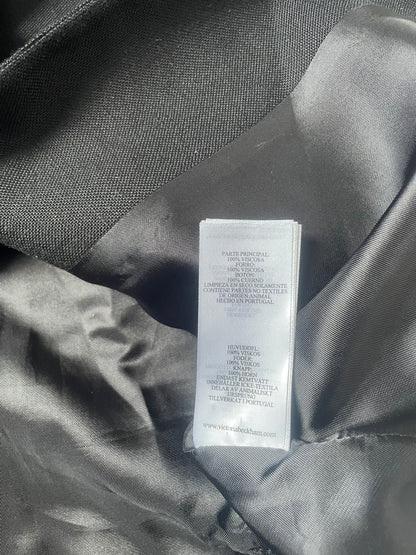 PARTE PRINCIPAL:
100% VISCOSA
FORRO:
100% VISCOSA
BOTÓN:
100% CUERNO
LIMPIEZA EN SECO SOLAMENTE
CONTIENE PARTES NO TEXTILES
DE ORIGEN ANIMAL
HECHO EN PORTUGAL
HUVUDDEL:
100% VISKOS
FODER:
100% VISKOS
KNAPP:
100% HORN
ENDAST KEMTVÄTT
INNEHÅLLER ICKE-TEXTILA
DELAR AV ANIMALISKT
URSPRUNG
TILLVERKAT I PORTUGAL
www.victoriabeckham.com